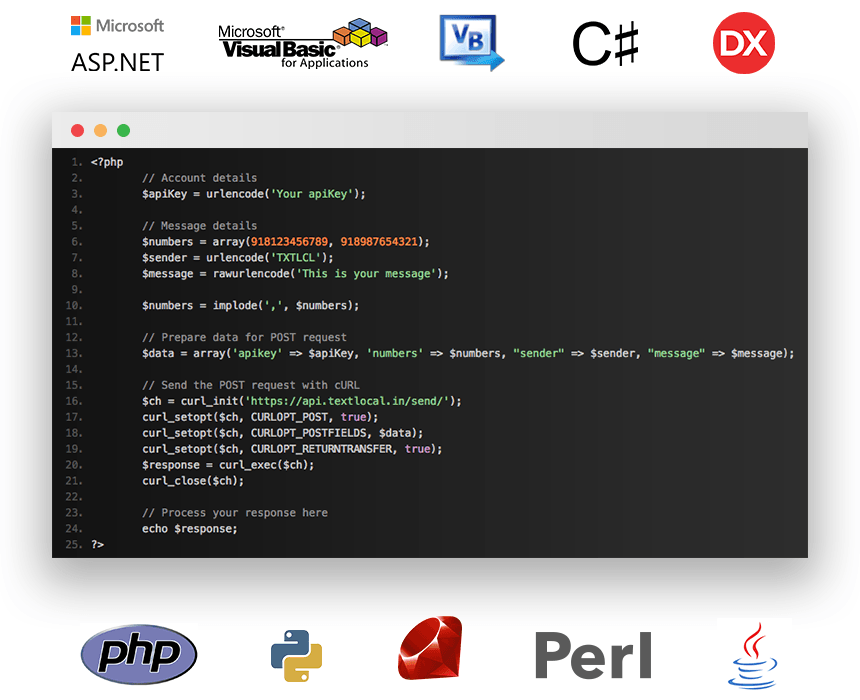 Microsoft
ASP.NET
Microsoft®
Visual Basic®
for Applications
VB
C#
DX
1. <?php
2. // Account details
3. $apiKey = urlencode('Your apiKey');
4.
5. // Message details
6. $numbers = array(918123456789, 918987654321);
7. $sender = urlencode('TXTLCL');
8. $message = rawurlencode('This is your message');
9.
10. $numbers = implode(',', $numbers);
11.
12. // Prepare data for POST request
13. $data = array('apikey' => $apiKey, 'numbers' => $numbers, "sender" => $sender, "message" => $message);
14.
15. // Send the POST request with cURL
16. $ch = curl_init('https://api.textlocal.in/send/');
17. curl_setopt($ch, CURLOPT_POST, true);
18. curl_setopt($ch, CURLOPT_POSTFIELDS, $data);
19. curl_setopt($ch, CURLOPT_RETURNTRANSFER, true);
20. $response = curl_exec($ch);
21. curl_close($ch);
22.
23. // Process your response here
24. echo $response;
25. ?>
php
Perl